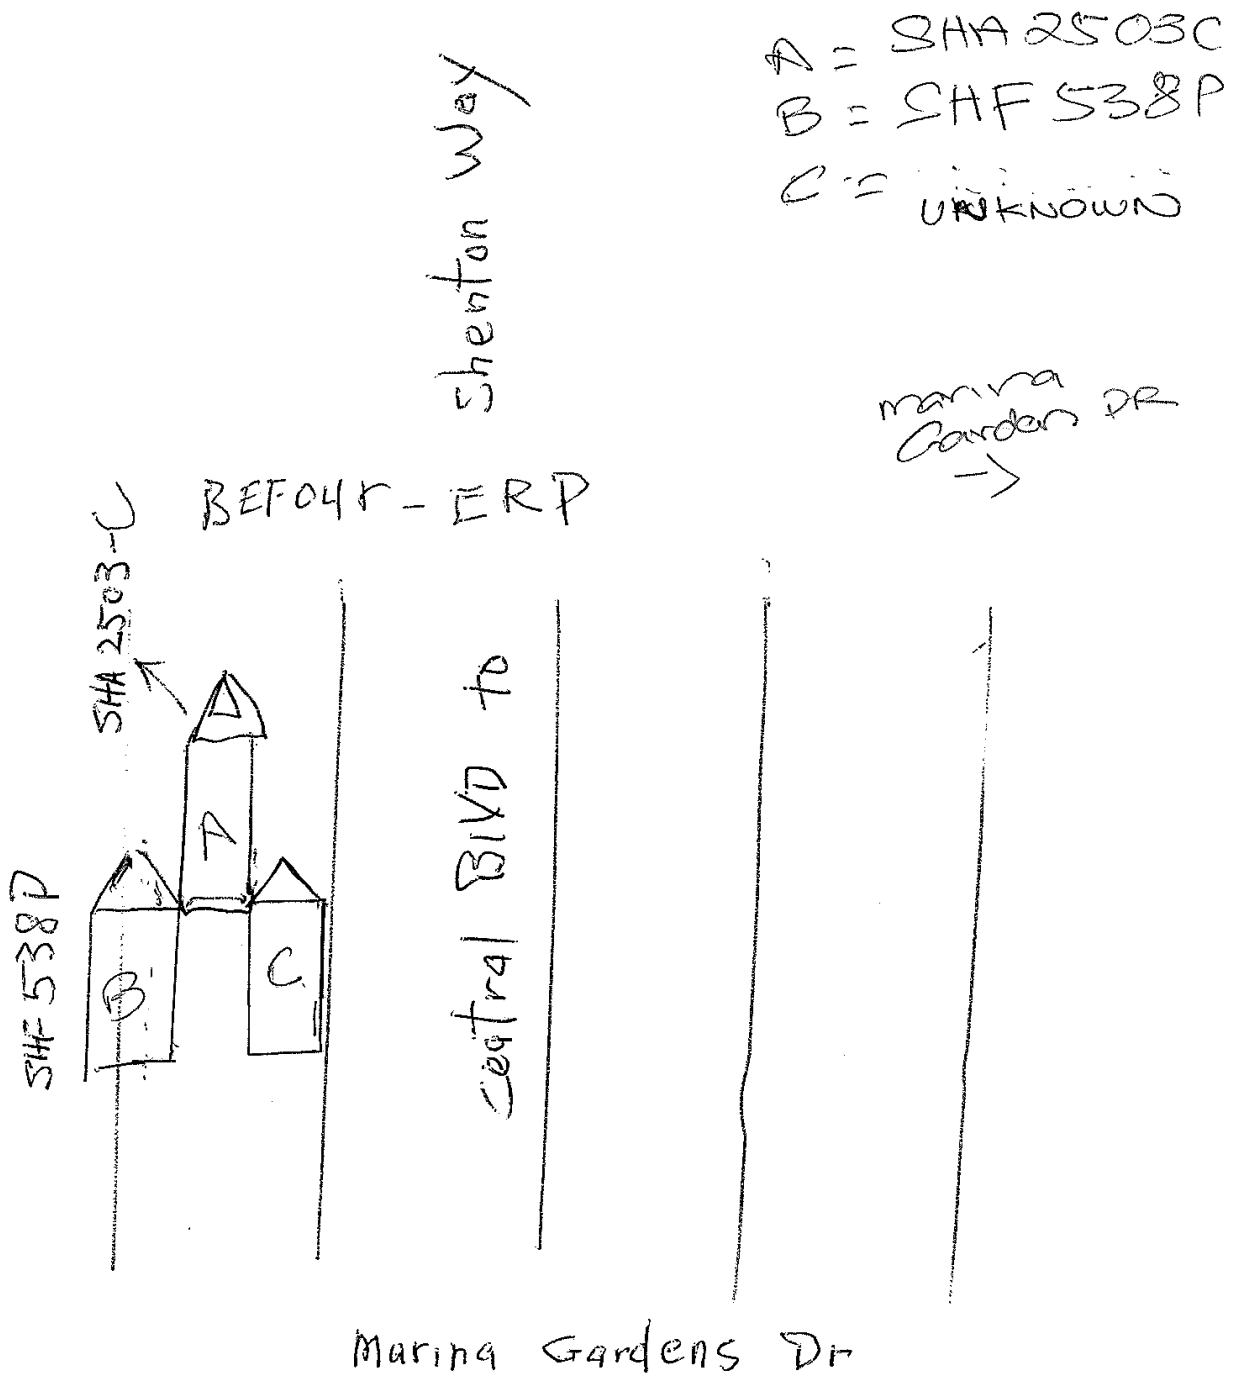 A = SHA 2503C
B = SHF 538P
C = UNKNOWN
Shenton Way
marina
Garden DR
→
BEFour - ERP
SHA 2503-C
A
B
C
SHF 538P
Central BlVD to
Marina Gardens Dr